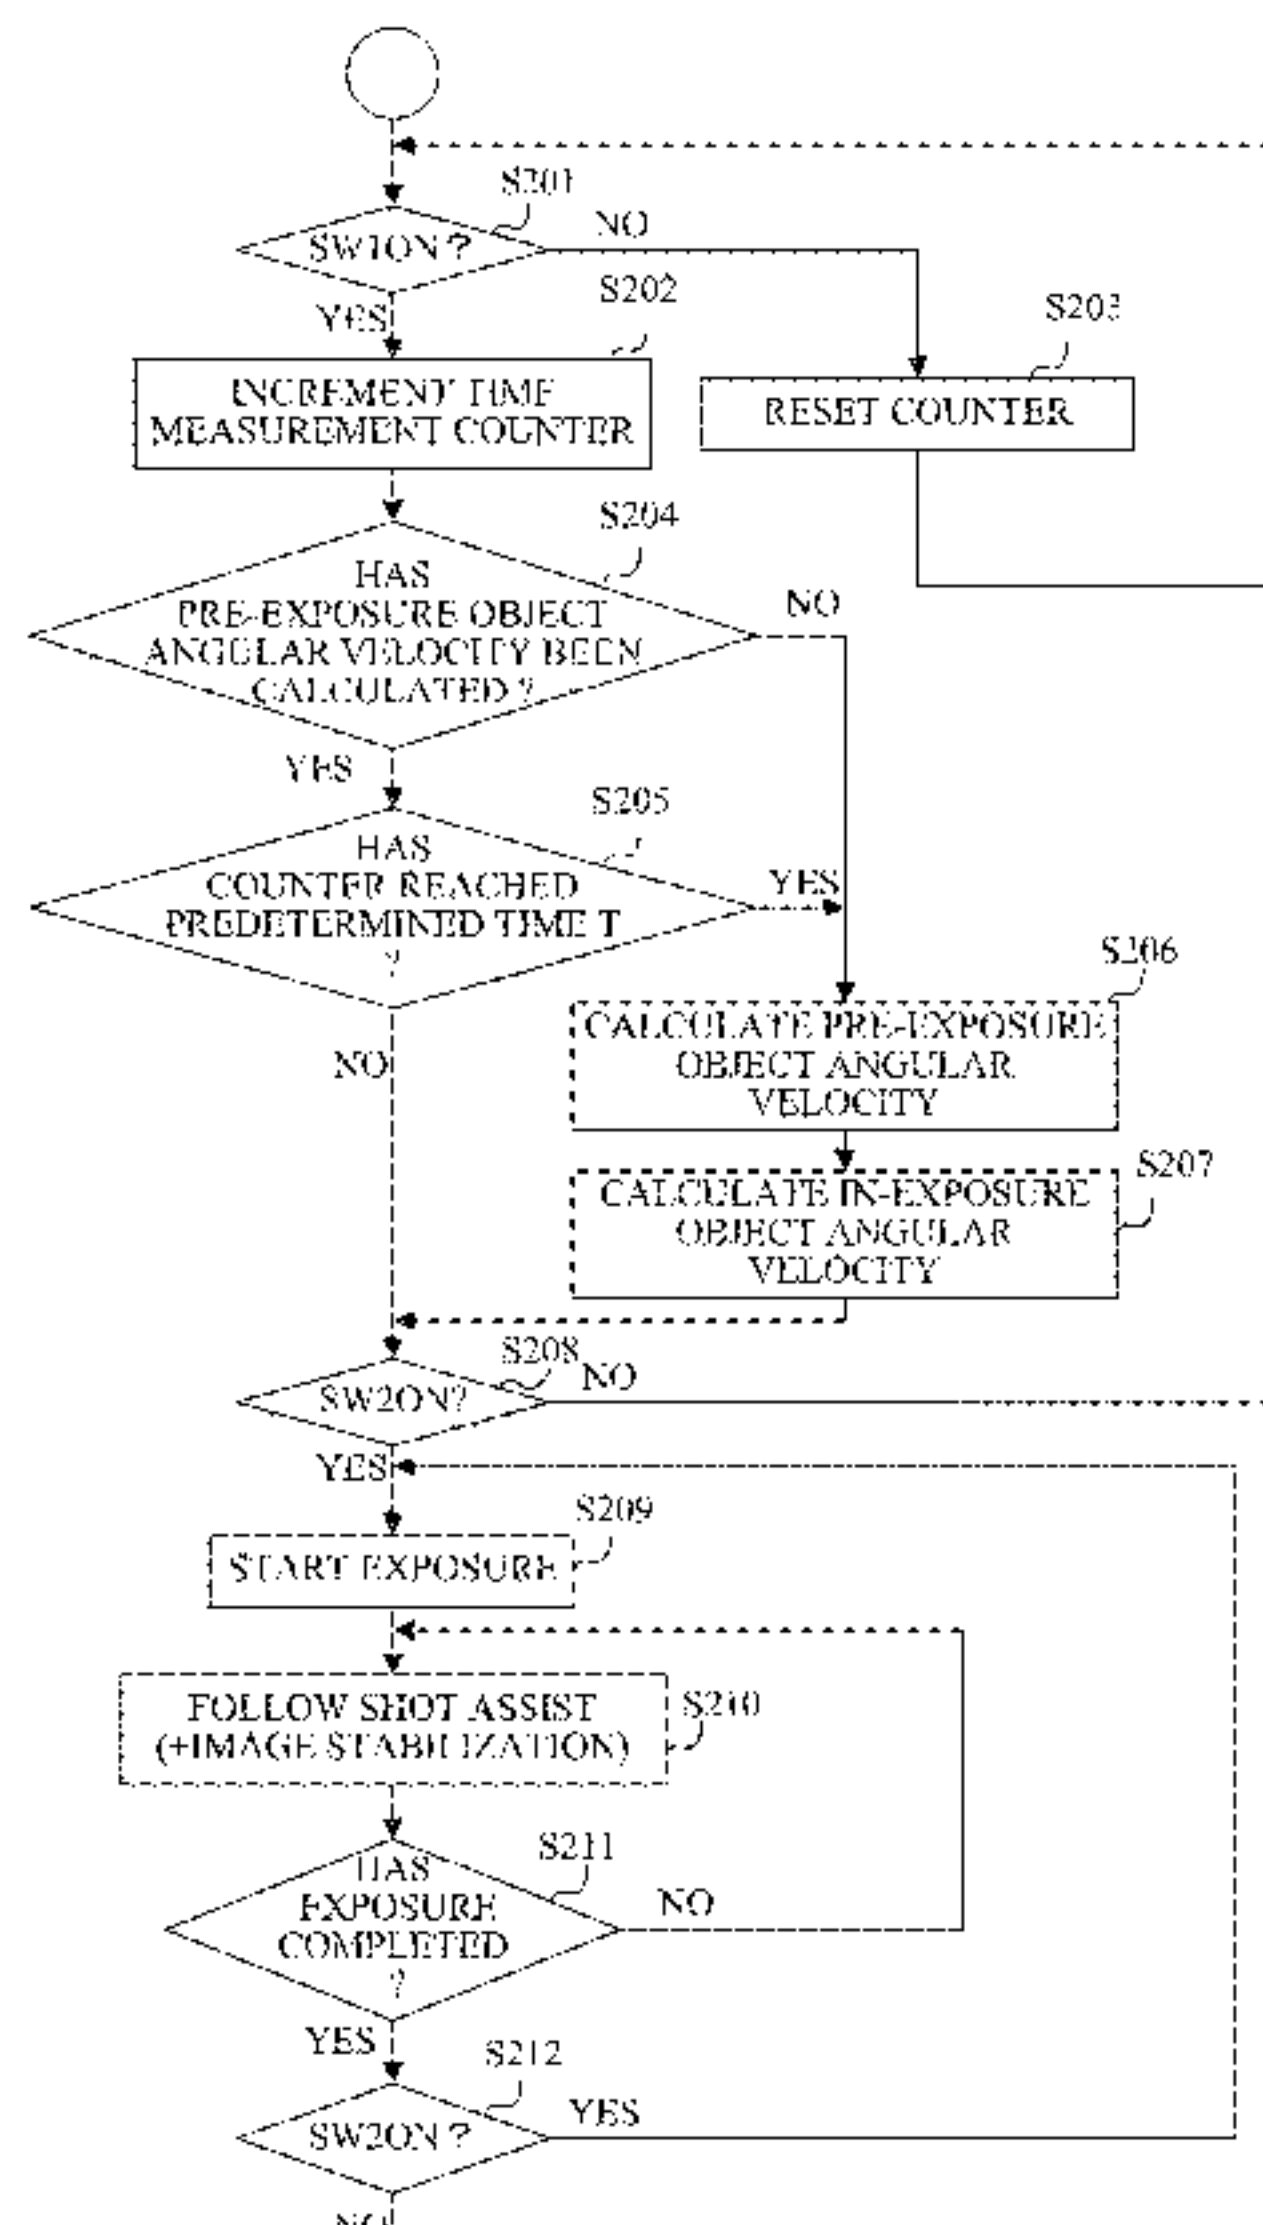 S201
SW1ON?
NO
YES
S202
INCREMENT TIME
MEASUREMENT COUNTER
S203
RESET COUNTER
S204
HAS
PRE-EXPOSURE OBJECT
ANGULAR VELOCITY BEEN
CALCULATED ?
NO
YES
S205
HAS
COUNTER REACHED
PREDETERMINED TIME T
?
YES
NO
S206
CALCULATE PRE-EXPOSURE
OBJECT ANGULAR
VELOCITY
S207
CALCULATE IN-EXPOSURE
OBJECT ANGULAR
VELOCITY
S208
SW2ON?
NO
YES
S209
START EXPOSURE
S210
FOLLOW SHOT ASSIST
(+IMAGE STABILIZATION)
S211
HAS
EXPOSURE
COMPLETED
?
NO
YES
S212
SW2ON ?
YES
NO